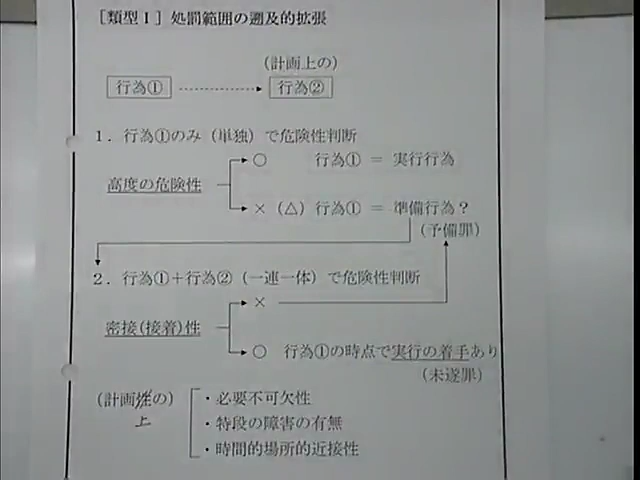 ［類型Ⅰ］処罰範囲の遡及的拡張
(計画上の)
行為① 行為②
１．行為①のみ（単独）で危険性判断
○ 行為① ＝ 実行行為
高度の危険性
×（△）行為① ＝ 準備行為？
(予備罪)
２．行為①＋行為②（一連一体）で危険性判断
×
密接(接着)性
○ 行為①の時点で実行の着手あり
(未遂罪)
(計画性の) ・必要不可欠性
上 ・特段の障害の有無
・時間的場所的近接性